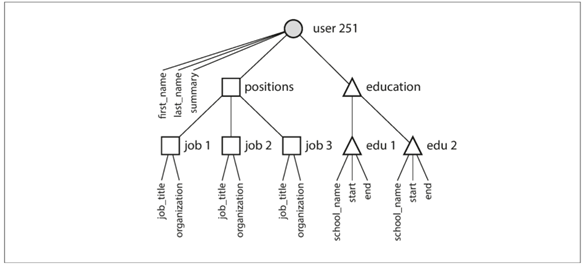 user 251
first_name
last_name
summary
positions
education
job 1
job 2
job 3
edu 1
edu 2
job_title
organization
job_title
organization
job_title
organization
school_name
start
end
school_name
start
end